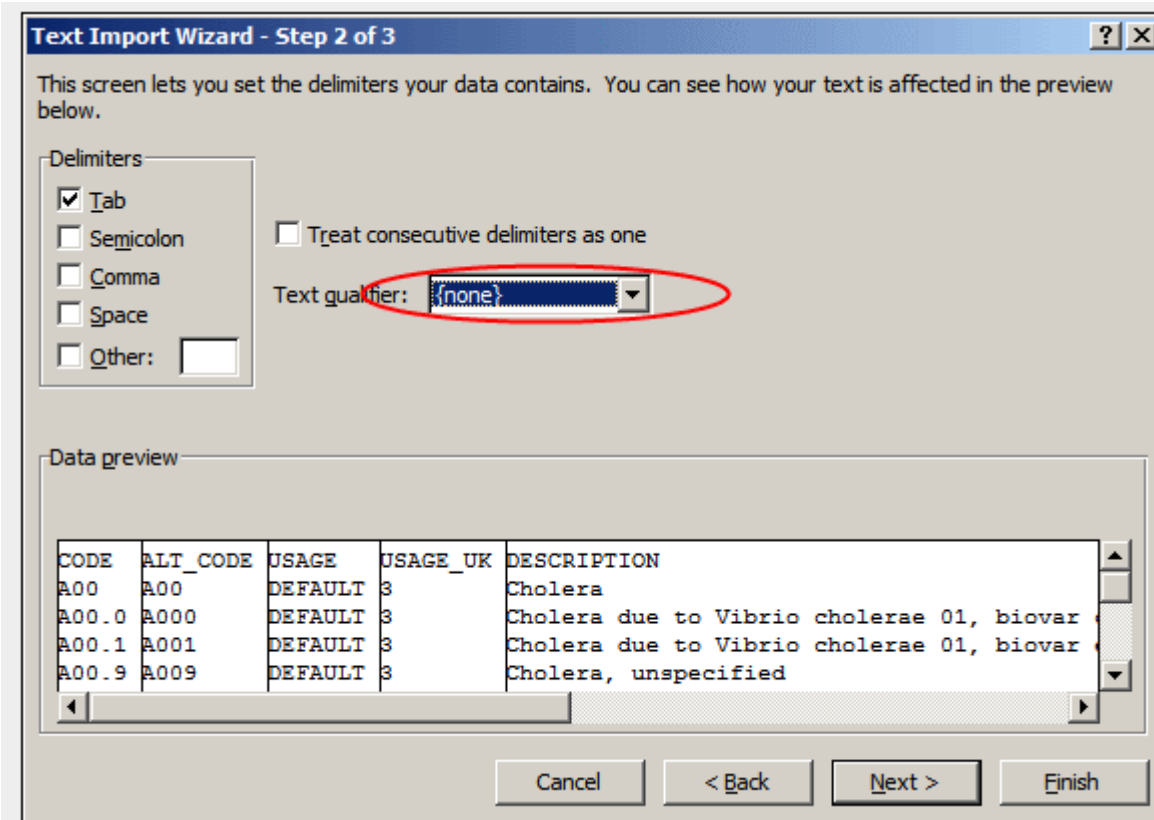 Text Import Wizard - Step 2 of 3
This screen lets you set the delimiters your data contains. You can see how your text is affected in the preview
below.
Delimiters
Tab
Semicolon
Comma
Space
Other:
Treat consecutive delimiters as one
Text qualifier: {none}
Data preview
CODE ALT_CODE USAGE USAGE_UK DESCRIPTION
A00 A00 DEFAULT 3 Cholera
A00.0 A000 DEFAULT 3 Cholera due to Vibrio cholerae 01, biovar
A00.1 A001 DEFAULT 3 Cholera due to Vibrio cholerae 01, biovar
A00.9 A009 DEFAULT 3 Cholera, unspecified
Cancel < Back Next > Finish